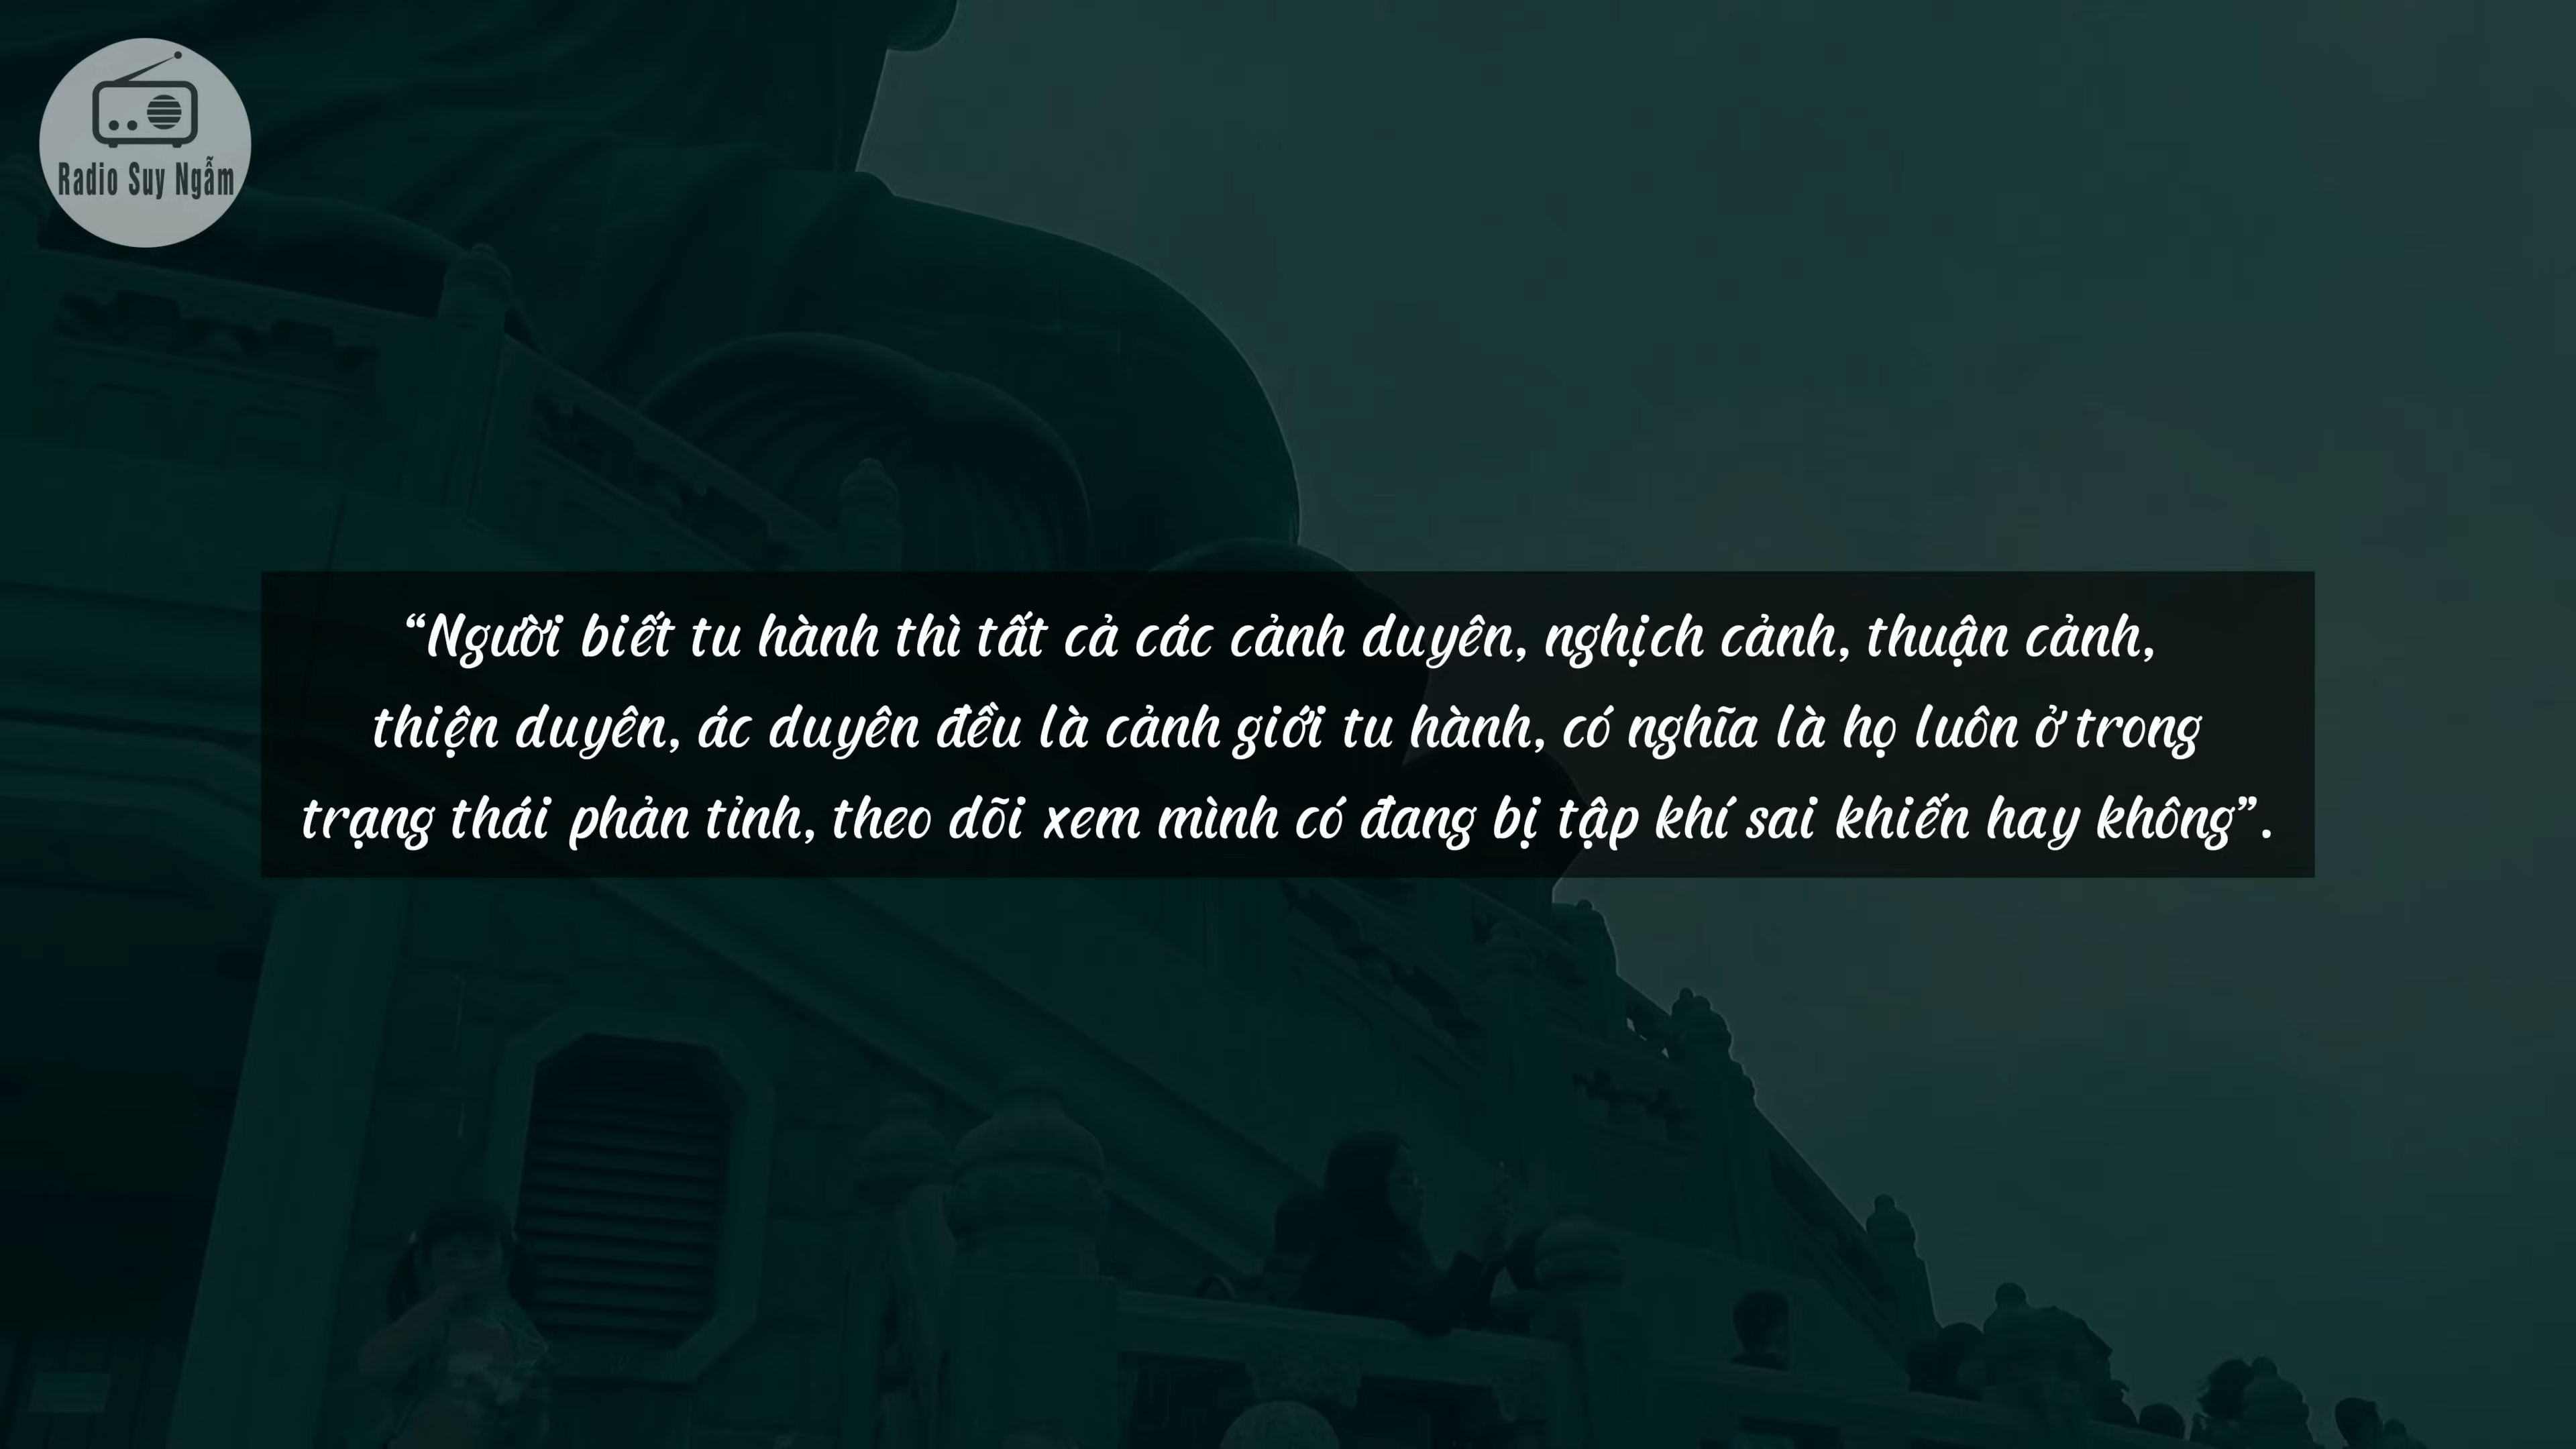 Radio Suy Ngẫm
“Người biết tu hành thì tất cả các cảnh duyên, nghịch cảnh, thuận cảnh,
thiện duyên, ác duyên đều là cảnh giới tu hành, có nghĩa là họ luôn ở trong
trạng thái phản tỉnh, theo dõi xem mình có đang bị tập khí sai khiến hay không”.